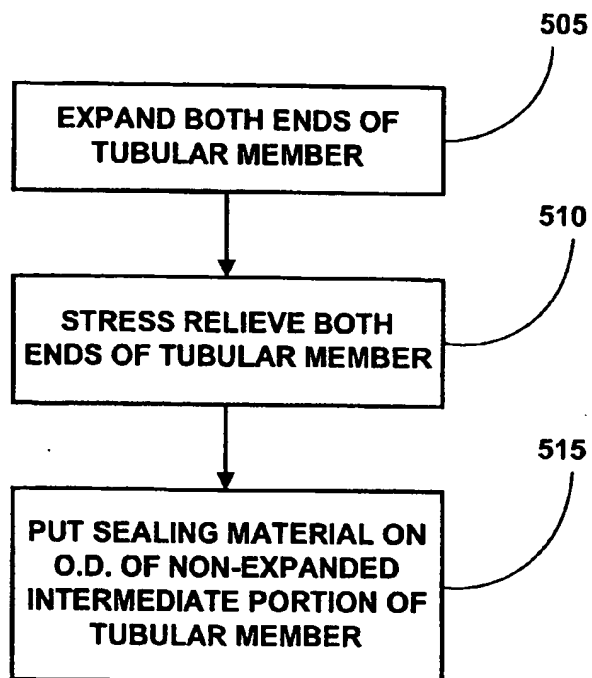 505
EXPAND BOTH ENDS OF
TUBULAR MEMBER
510
STRESS RELIEVE BOTH
ENDS OF TUBULAR MEMBER
515
PUT SEALING MATERIAL ON
O.D. OF NON-EXPANDED
INTERMEDIATE PORTION OF
TUBULAR MEMBER